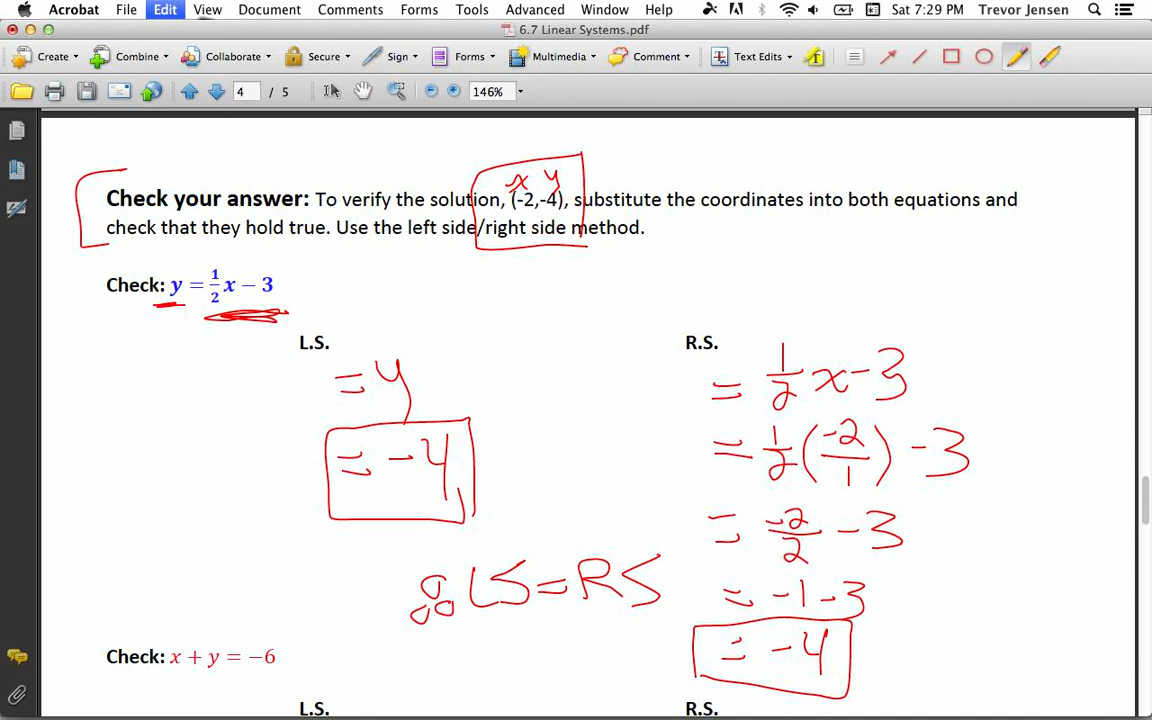 Acrobat File Edit View Document Comments Forms Tools Advanced Window Help Sat 7:29 PM Trevor Jensen
6.7 Linear Systems.pdf
Create Combine Collaborate Secure Sign Forms Multimedia Comment Text Edits T
4 / 5 146%
x y
Check your answer: To verify the solution, (-2,-4), substitute the coordinates into both equations and
check that they hold true. Use the left side/right side method.
Check: y = 1/2 x − 3
L.S. R.S.
= y = 1/2 x - 3
= -4 = 1/2 (-2/1) - 3
= -2/2 - 3
∴ LS = RS = -1 - 3
= -4
Check: x + y = −6
L.S. R.S.